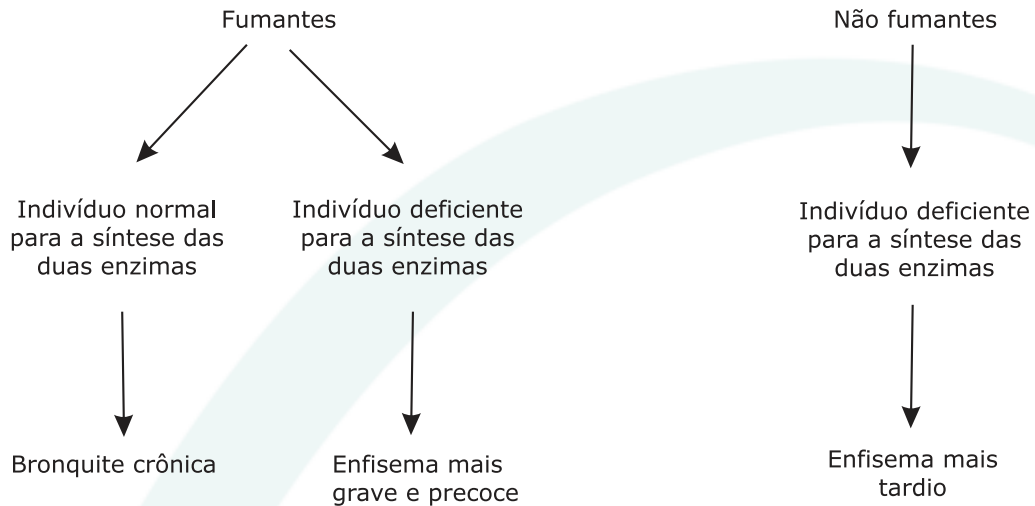 Fumantes
Não fumantes
Indivíduo normal
para a síntese das
duas enzimas
Indivíduo deficiente
para a síntese das
duas enzimas
Indivíduo deficiente
para a síntese das
duas enzimas
Bronquite crônica
Enfisema mais
grave e precoce
Enfisema mais
tardio